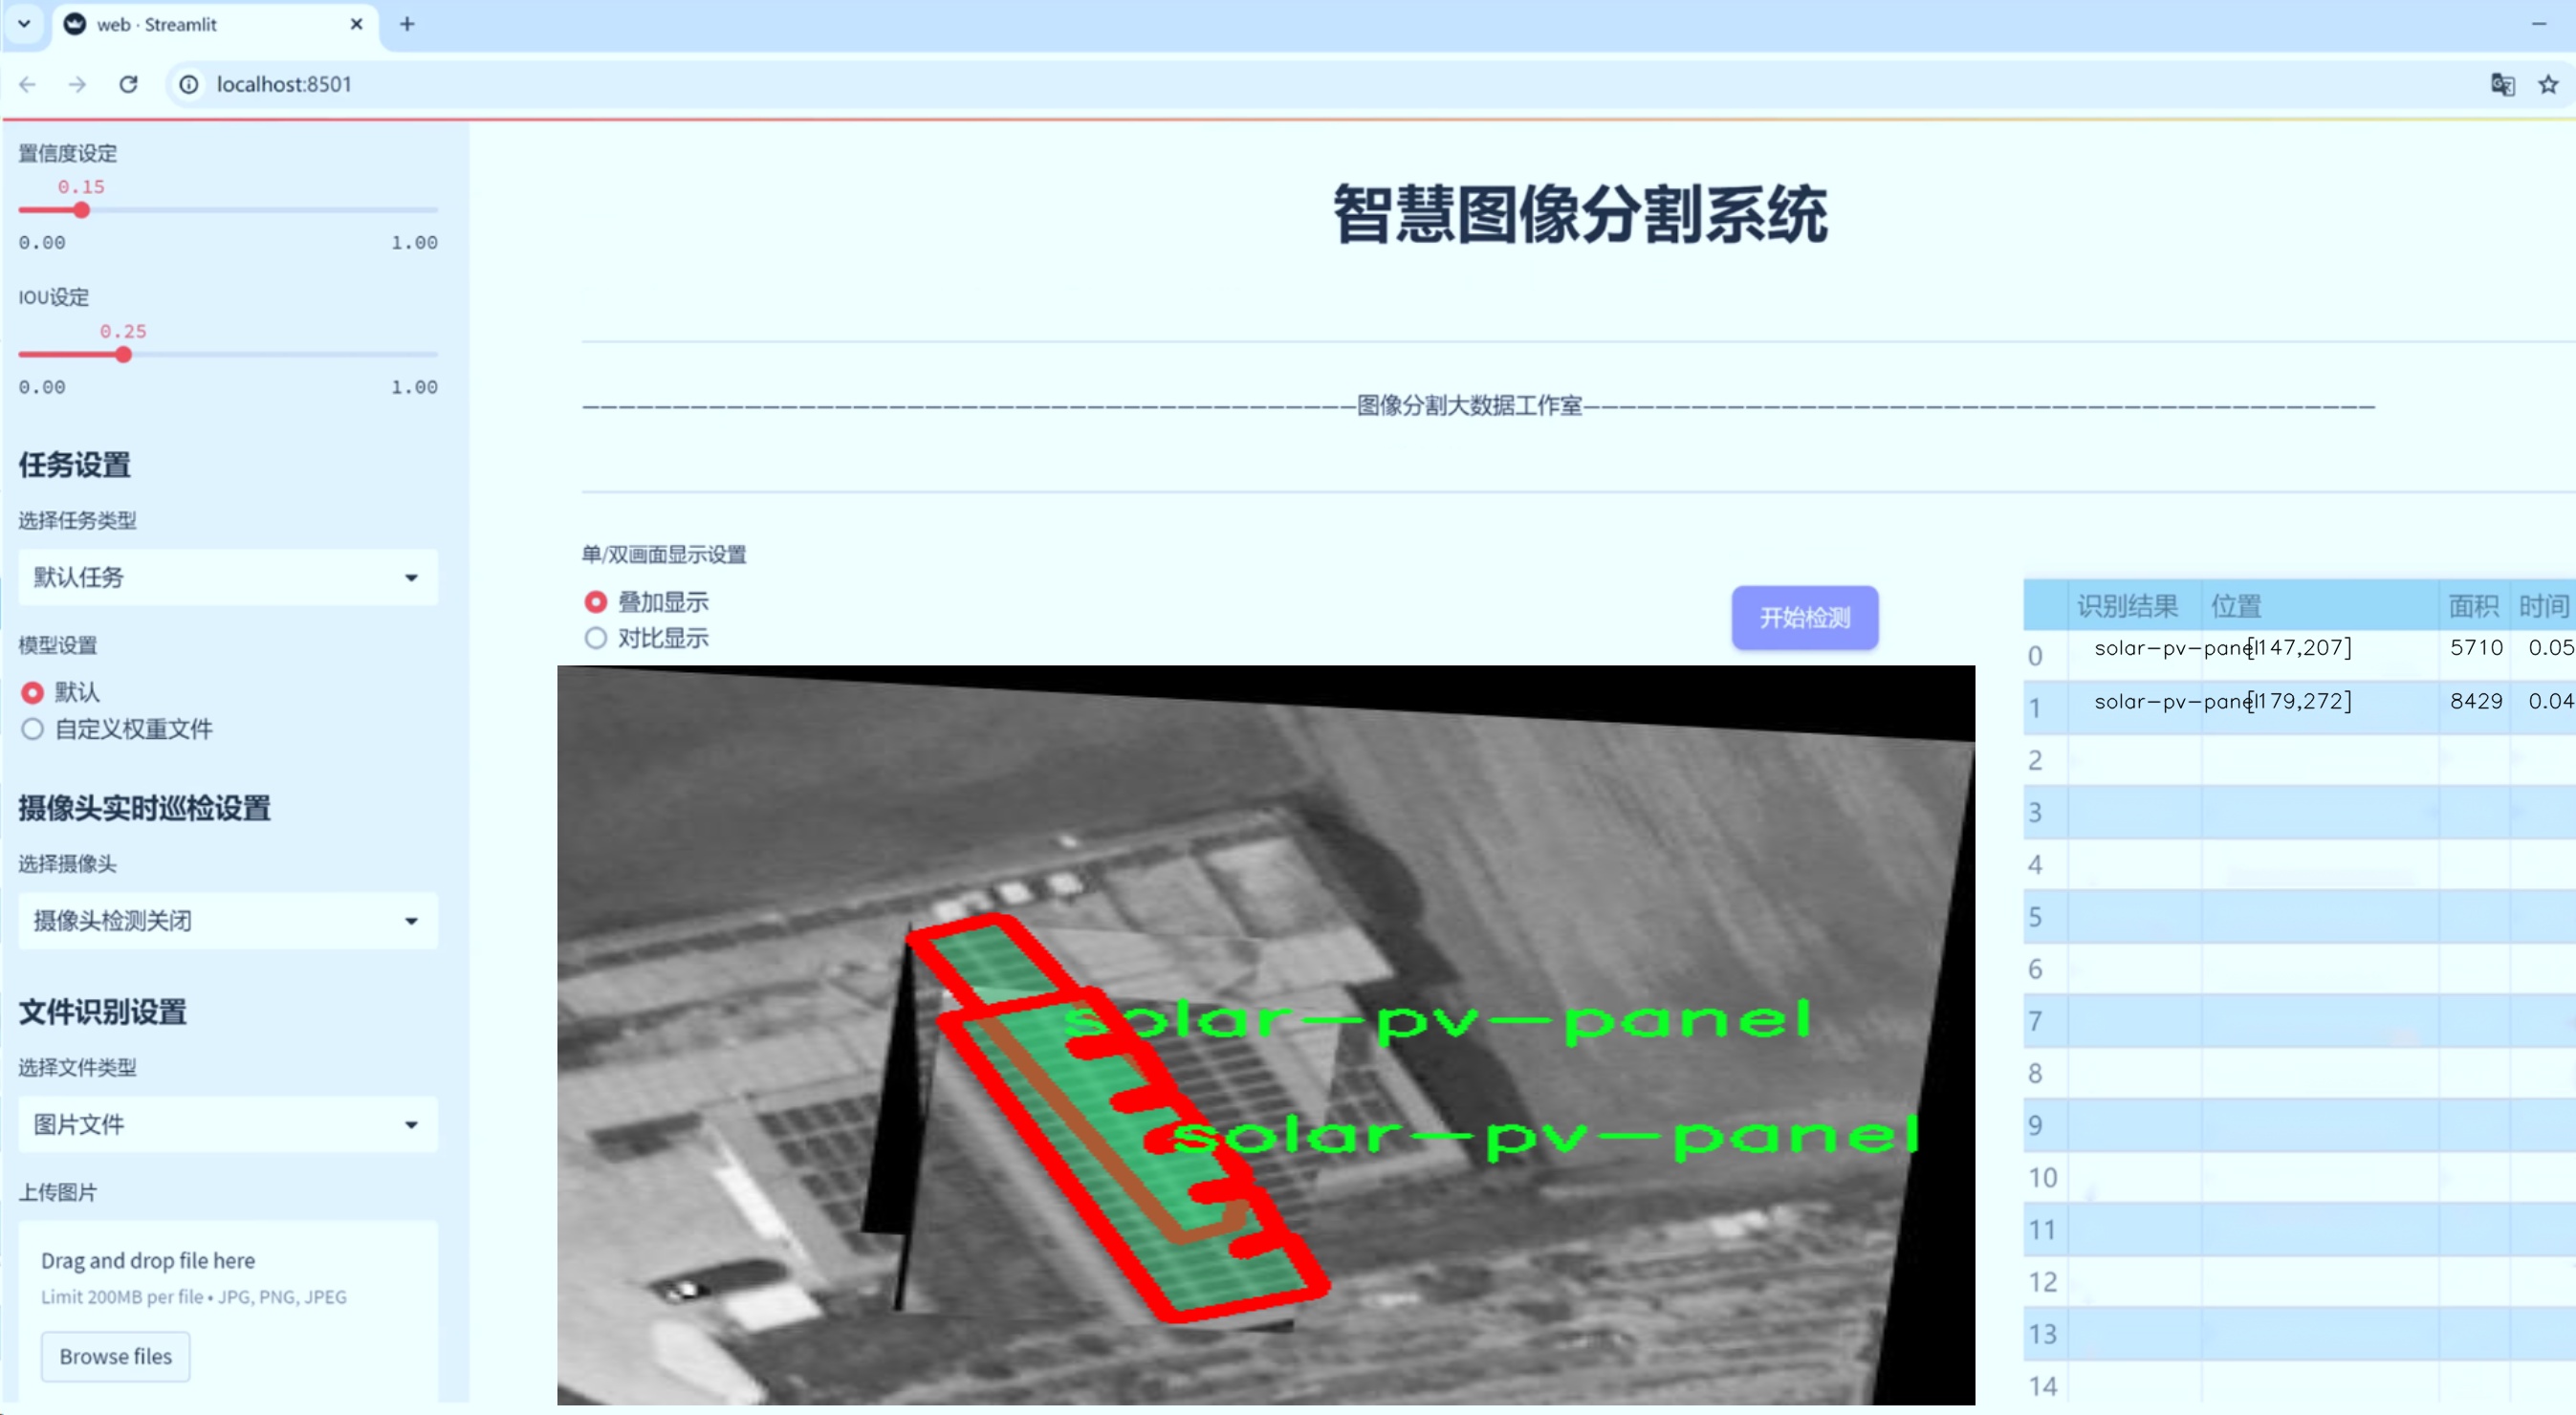 web · Streamlit
localhost:8501
置信度设定
0.15
0.00 1.00
IOU设定
0.25
0.00 1.00
任务设置
选择任务类型
默认任务
模型设置
默认
自定义权重文件
摄像头实时巡检设置
选择摄像头
摄像头检测关闭
文件识别设置
选择文件类型
图片文件
上传图片
Drag and drop file here
Limit 200MB per file • JPG, PNG, JPEG
Browse files
智慧图像分割系统
图像分割大数据工作室
单/双画面显示设置
叠加显示
对比显示
开始检测
solar-pv-panel
solar-pv-panel
识别结果 位置 面积 时间
0 solar-pv-panel [147,207] 5710 0.05
1 solar-pv-panel [179,272] 8429 0.04
2
3
4
5
6
7
8
9
10
11
12
13
14